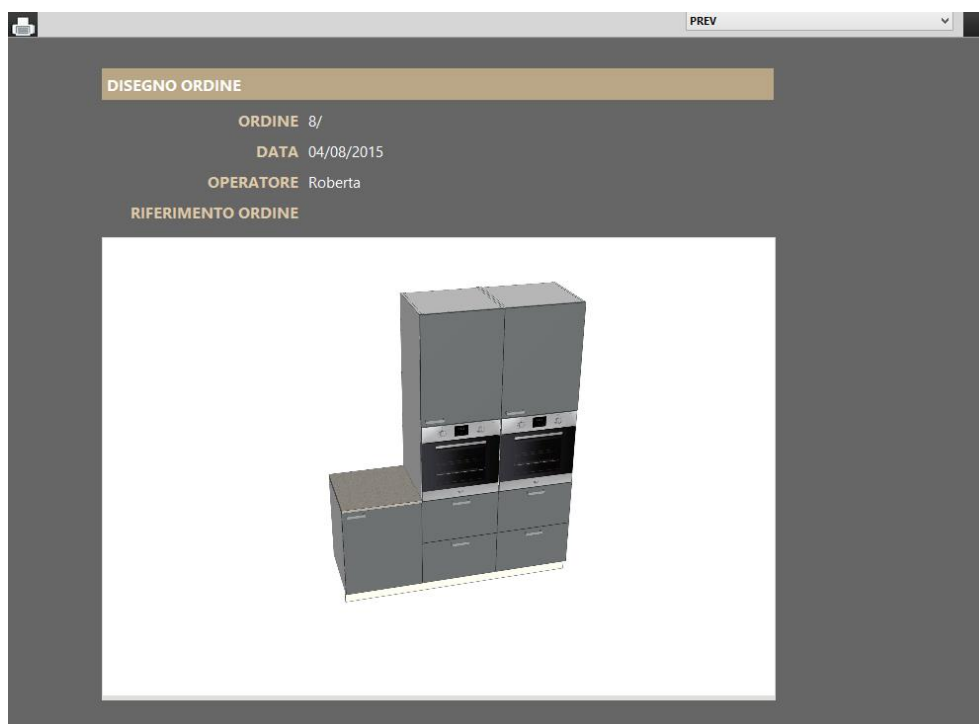 PREV
DISEGNO ORDINE
ORDINE 8/
DATA 04/08/2015
OPERATORE Roberta
RIFERIMENTO ORDINE